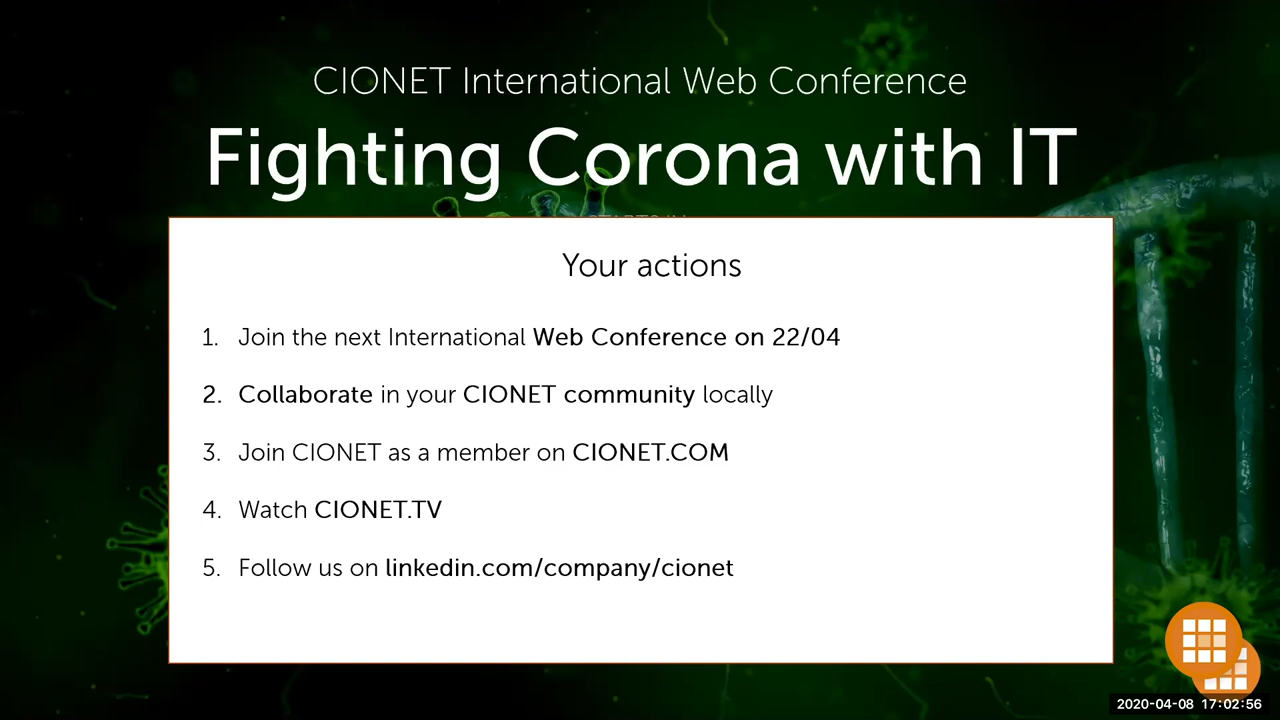 CIONET International Web Conference
Fighting Corona with IT
STARTS IN
Your actions
1. Join the next International Web Conference on 22/04
2. Collaborate in your CIONET community locally
3. Join CIONET as a member on CIONET.COM
4. Watch CIONET.TV
5. Follow us on linkedin.com/company/cionet
2020-04-08 17:02:56